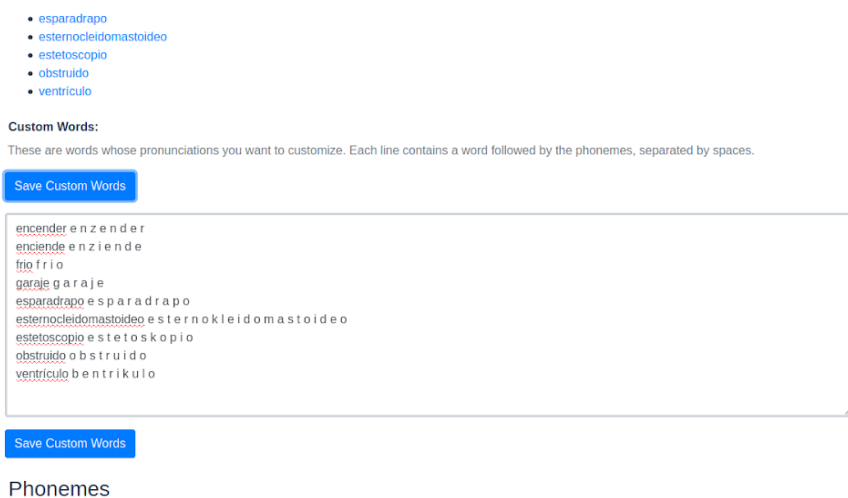 esparadrapo
esternocleidomastoideo
estetoscopio
obstruido
ventrículo
Custom Words:
These are words whose pronunciations you want to customize. Each line contains a word followed by the phonemes, separated by spaces.
Save Custom Words
encender e n z e n d e r
enciende e n z i e n d e
frio f r i o
garaje g a r a j e
esparadrapo e s p a r a d r a p o
esternocleidomastoideo e s t e r n o k l e i d o m a s t o i d e o
estetoscopio e s t e t o s k o p i o
obstruido o b s t r u i d o
ventrículo b e n t r i k u l o
Save Custom Words
Phonemes